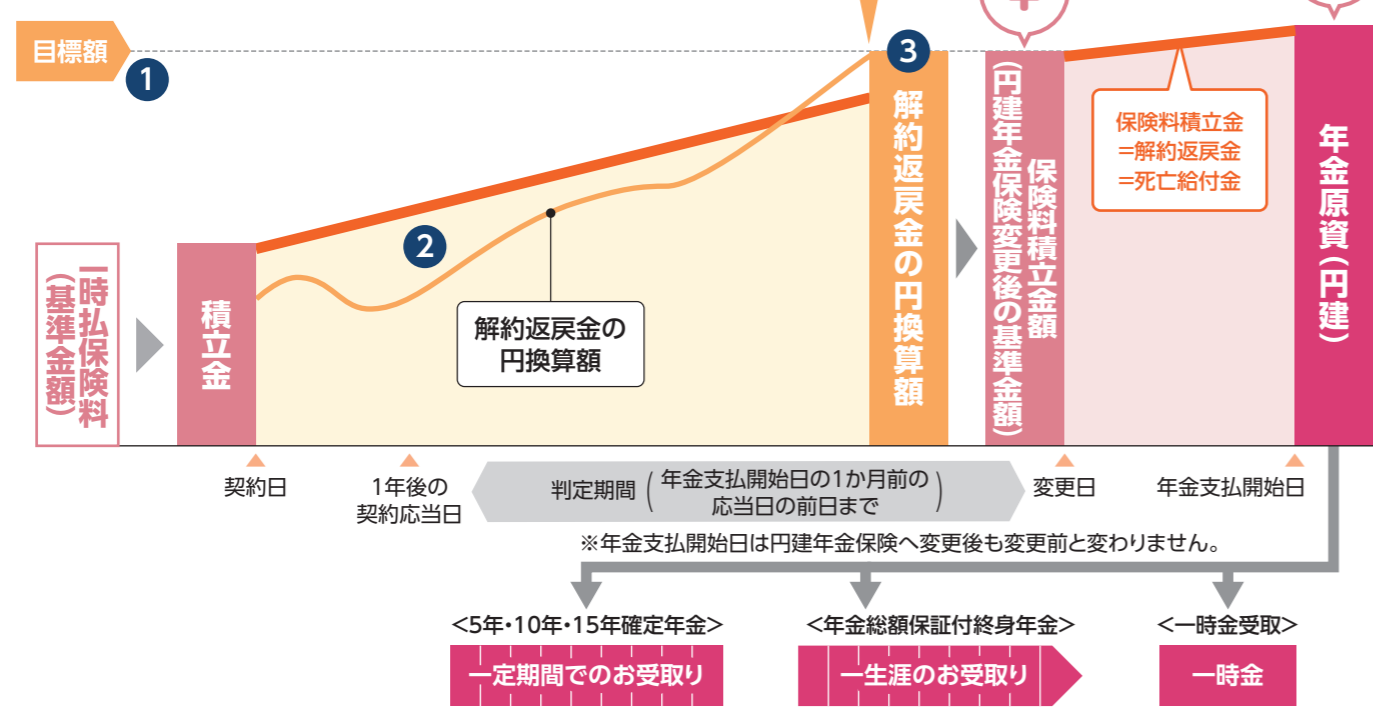 目標額
1
3
一時払保険料
(基準金額)
積立金
2
解約返戻金の
円換算額
解約返戻金の円換算額
保険料積立金額
(円建年金保険変更後の基準金額)
保険料積立金
=解約返戻金
=死亡給付金
年金原資(円建)
契約日
1年後の
契約応当日
判定期間(年金支払開始日の1か月前の
応当日の前日まで)
変更日
年金支払開始日
※年金支払開始日は円建年金保険へ変更後も変更前と変わりません。
<5年・10年・15年確定年金>
一定期間でのお受取り
<年金総額保証付終身年金>
一生涯のお受取り
<一時金受取>
一時金